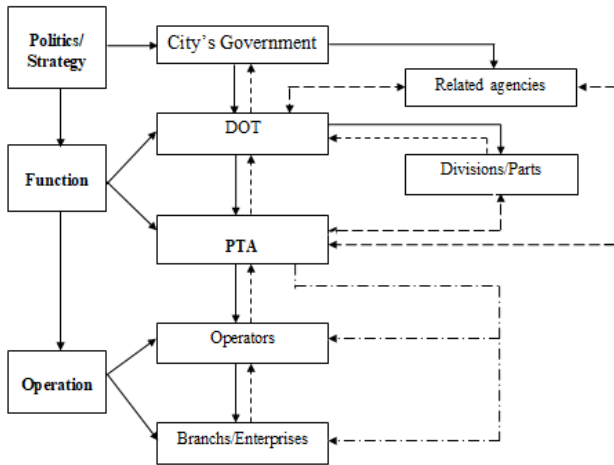 Politics/
Strategy
City's Government
Related agencies
DOT
Function
Divisions/Parts
PTA
Operators
Operation
Branchs/Enterprises